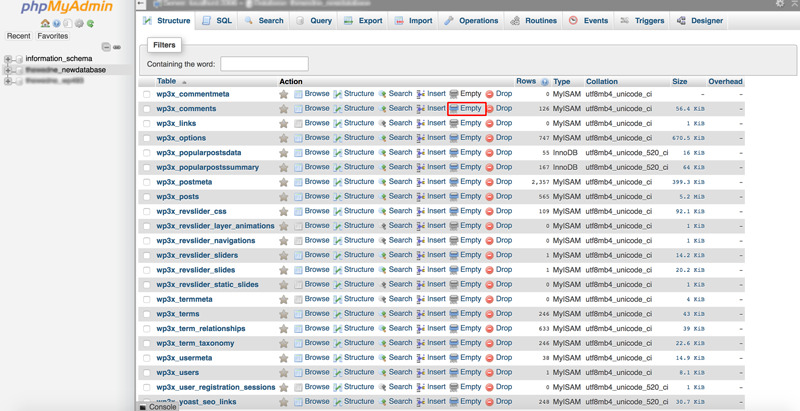 phpMyAdmin
Recent Favorites
information_schema
_newdatabase
Structure SQL Search Query Export Import Operations Routines Events Triggers Designer
Filters
Containing the word:
Table Action Rows Type Collation Size Overhead
wp3x_commentmeta Browse Structure Search Insert Empty Drop 0 MyISAM utf8mb4_unicode_ci – –
wp3x_comments Browse Structure Search Insert Empty Drop 126 MyISAM utf8mb4_unicode_ci 56.4 KiB –
wp3x_links Browse Structure Search Insert Empty Drop 0 MyISAM utf8mb4_unicode_ci 1 KiB –
wp3x_options Browse Structure Search Insert Empty Drop 747 MyISAM utf8mb4_unicode_ci 670.5 KiB –
wp3x_popularpostsdata Browse Structure Search Insert Empty Drop 55 InnoDB utf8mb4_unicode_520_ci 16 KiB –
wp3x_popularpostssummary Browse Structure Search Insert Empty Drop 167 InnoDB utf8mb4_unicode_520_ci 64 KiB –
wp3x_postmeta Browse Structure Search Insert Empty Drop 2,357 MyISAM utf8mb4_unicode_ci 399.3 KiB –
wp3x_posts Browse Structure Search Insert Empty Drop 565 MyISAM utf8mb4_unicode_ci 5.2 MiB –
wp3x_revslider_css Browse Structure Search Insert Empty Drop 109 MyISAM utf8mb4_unicode_ci 92.1 KiB –
wp3x_revslider_layer_animations Browse Structure Search Insert Empty Drop 0 MyISAM utf8mb4_unicode_ci 1 KiB –
wp3x_revslider_navigations Browse Structure Search Insert Empty Drop 0 MyISAM utf8mb4_unicode_ci 1 KiB –
wp3x_revslider_sliders Browse Structure Search Insert Empty Drop 1 MyISAM utf8mb4_unicode_ci 14.2 KiB –
wp3x_revslider_slides Browse Structure Search Insert Empty Drop 1 MyISAM utf8mb4_unicode_ci 20.2 KiB –
wp3x_revslider_static_slides Browse Structure Search Insert Empty Drop 0 MyISAM utf8mb4_unicode_ci 1 KiB –
wp3x_termmeta Browse Structure Search Insert Empty Drop 0 MyISAM utf8mb4_unicode_ci 4 KiB –
wp3x_terms Browse Structure Search Insert Empty Drop 246 MyISAM utf8mb4_unicode_ci 43 KiB –
wp3x_term_relationships Browse Structure Search Insert Empty Drop 633 MyISAM utf8mb4_unicode_ci 39 KiB –
wp3x_term_taxonomy Browse Structure Search Insert Empty Drop 246 MyISAM utf8mb4_unicode_ci 22.6 KiB –
wp3x_usermeta Browse Structure Search Insert Empty Drop 38 MyISAM utf8mb4_unicode_ci 14.9 KiB –
wp3x_users Browse Structure Search Insert Empty Drop 1 MyISAM utf8mb4_unicode_ci 8.1 KiB –
wp3x_user_registration_sessions Browse Structure Search Insert Empty Drop 0 MyISAM utf8mb4_unicode_520_ci 1 KiB –
wp3x_yoast_seo_links Browse Structure Search Insert Empty Drop 248 MyISAM utf8mb4_unicode_520_ci 30.7 KiB –
Console